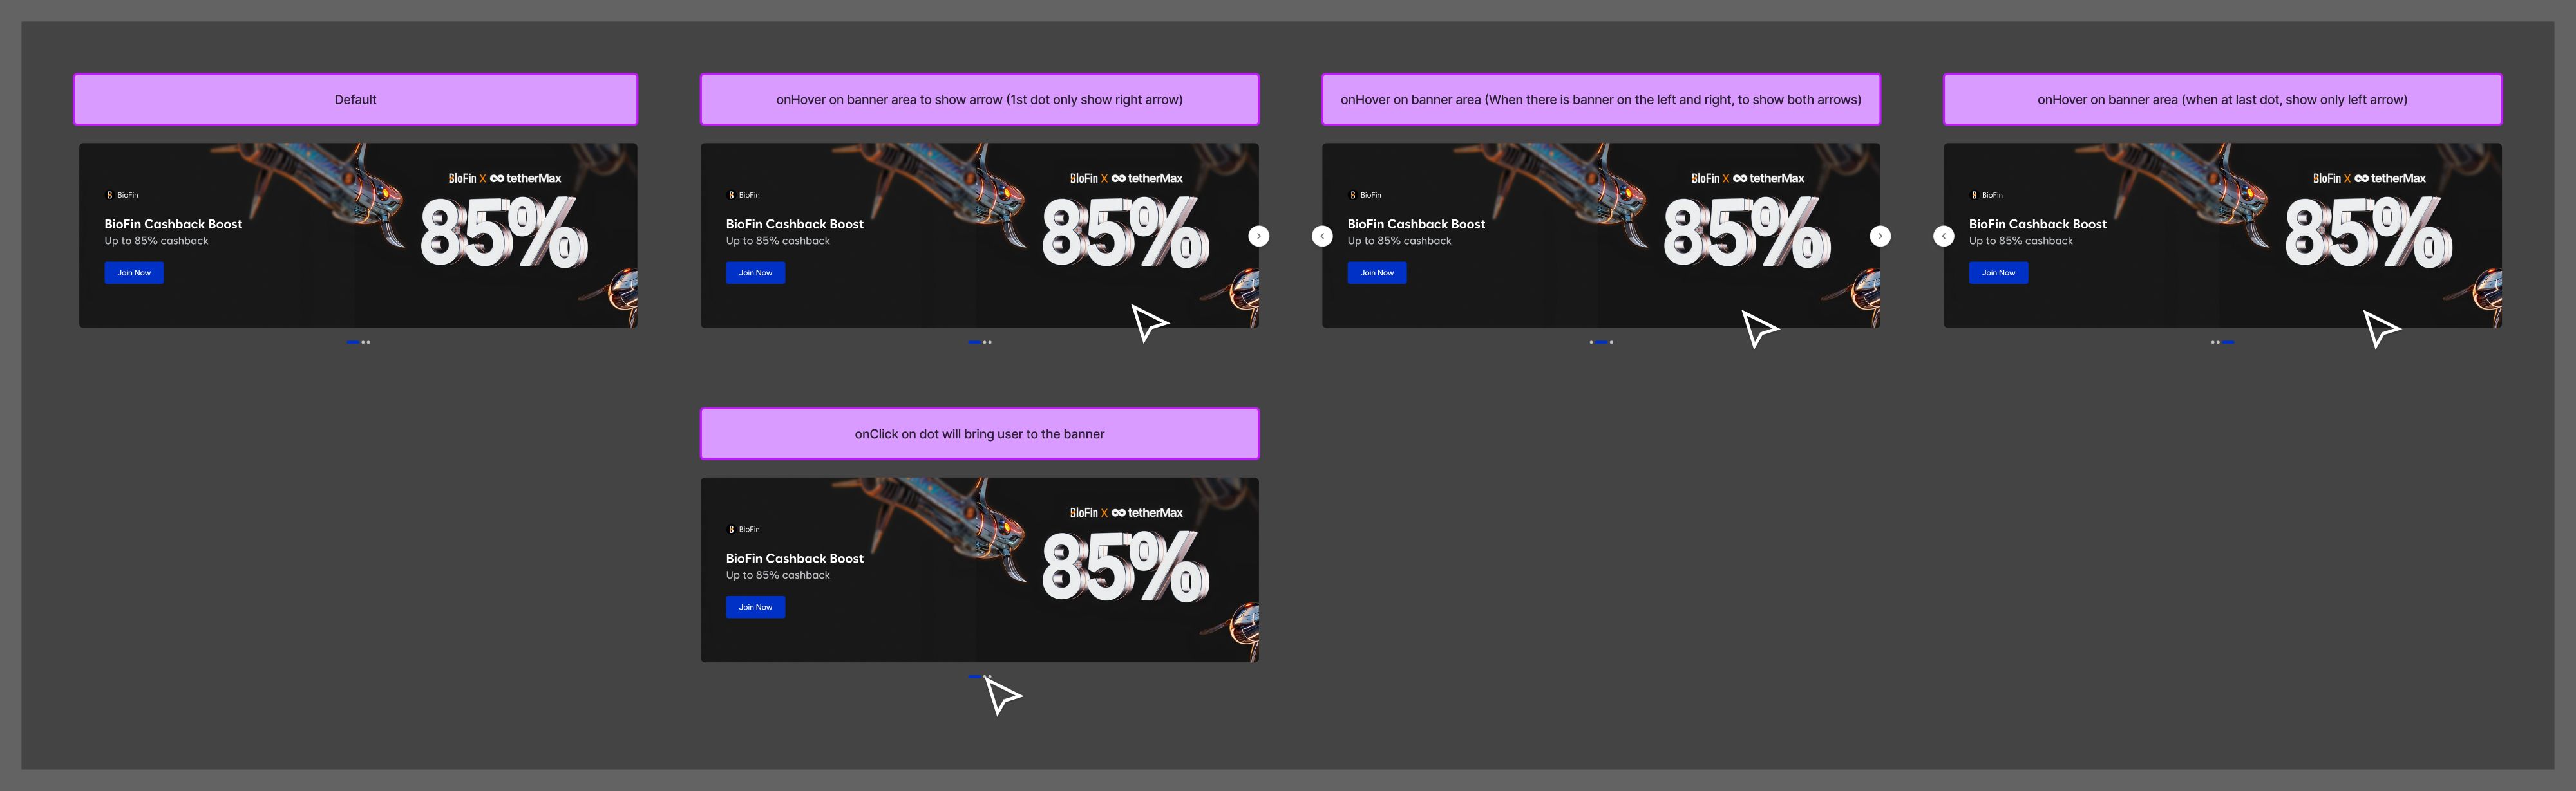 Default
onHover on banner area to show arrow (1st dot only show right arrow)
onHover on banner area (When there is banner on the left and right, to show both arrows)
onHover on banner area (when at last dot, show only left arrow)
BioFin X tetherMax
85%
BioFin
BioFin Cashback Boost
Up to 85% cashback
Join Now
BioFin X tetherMax
85%
BioFin
BioFin Cashback Boost
Up to 85% cashback
Join Now
BioFin X tetherMax
85%
BioFin
BioFin Cashback Boost
Up to 85% cashback
Join Now
BioFin X tetherMax
85%
BioFin
BioFin Cashback Boost
Up to 85% cashback
Join Now
onClick on dot will bring user to the banner
BioFin X tetherMax
85%
BioFin
BioFin Cashback Boost
Up to 85% cashback
Join Now